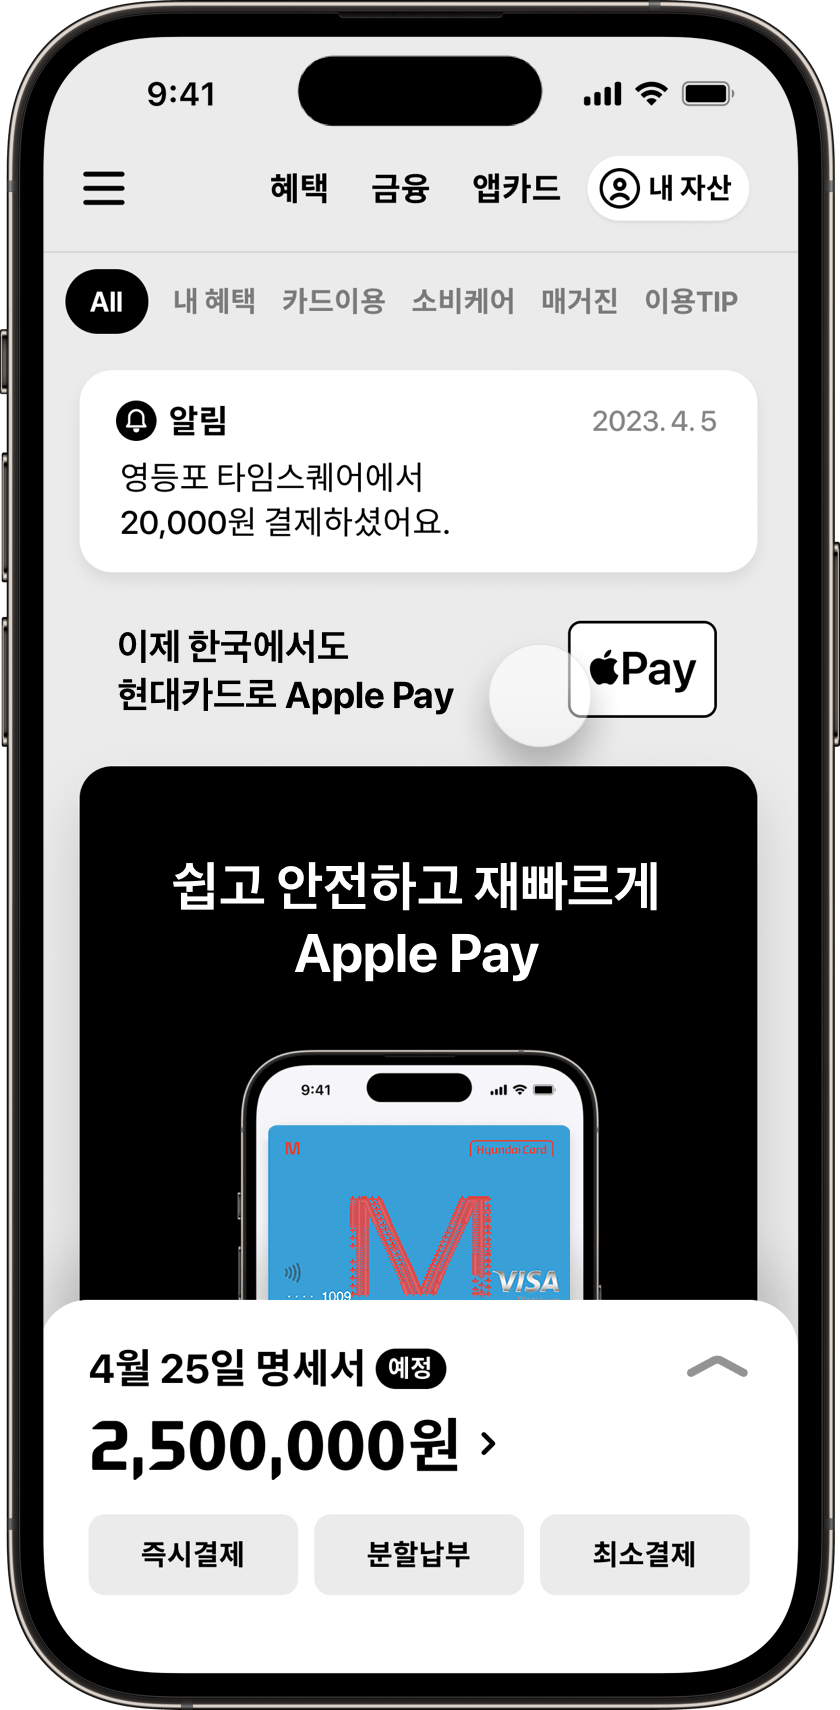 9:41
혜택 금융 앱카드 내 자산
All 내 혜택 카드이용 소비케어 매거진 이용TIP
알림 2023. 4. 5
영등포 타임스퀘어에서
20,000원 결제하셨어요.
이제 한국에서도
현대카드로 Apple Pay
Pay
쉽고 안전하고 재빠르게
Apple Pay
9:41
M Hyundai Card
M
VISA
···· 1009
4월 25일 명세서 예정
2,500,000원 >
즉시결제 분할납부 최소결제